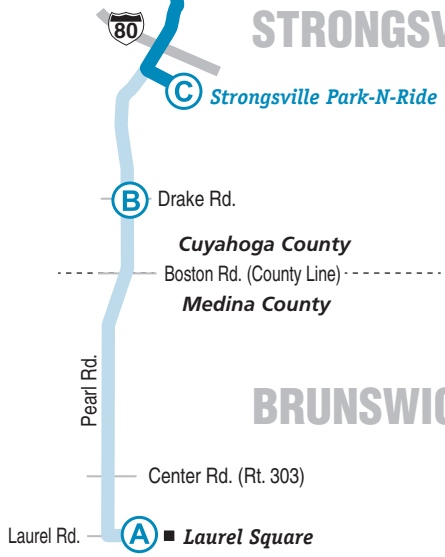 80
STRONGSV
C
Strongsville Park-N-Ride
B
Drake Rd.
Cuyahoga County
Boston Rd. (County Line)
Medina County
Pearl Rd.
BRUNSWIC
Center Rd. (Rt. 303)
Laurel Rd.
A
Laurel Square